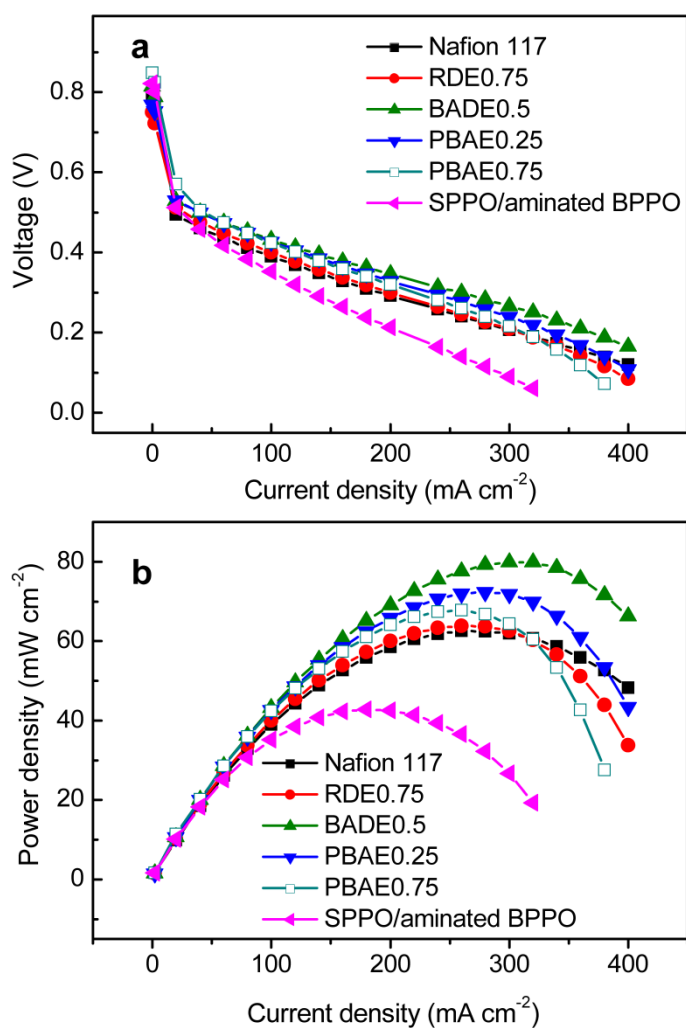 a
Nafion 117
RDE0.75
BADE0.5
PBAE0.25
PBAE0.75
SPPO/aminated BPPO
Voltage (V)
0.8
0.6
0.4
0.2
0.0
0 100 200 300 400
Current density (mA cm⁻²)
b
Power density (mW cm⁻²)
80
60
40
20
0
Nafion 117
RDE0.75
BADE0.5
PBAE0.25
PBAE0.75
SPPO/aminated BPPO
0 100 200 300 400
Current density (mA cm⁻²)